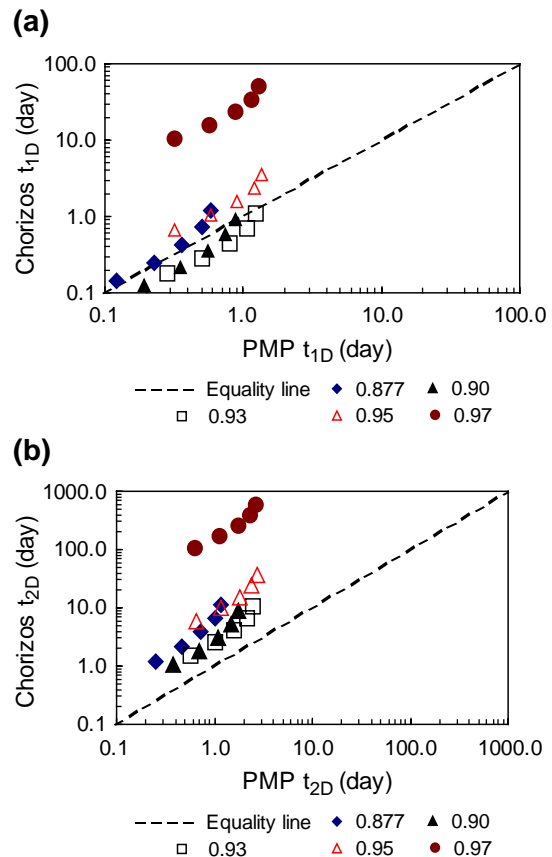 (a)
100.0
10.0
1.0
0.1
Chorizos t1D (day)
0.1 1.0 10.0 100.0
PMP t1D (day)
Equality line 0.877 0.90
0.93 0.95 0.97
(b)
1000.0
100.0
10.0
1.0
0.1
Chorizos t2D (day)
0.1 1.0 10.0 100.0 1000.0
PMP t2D (day)
Equality line 0.877 0.90
0.93 0.95 0.97